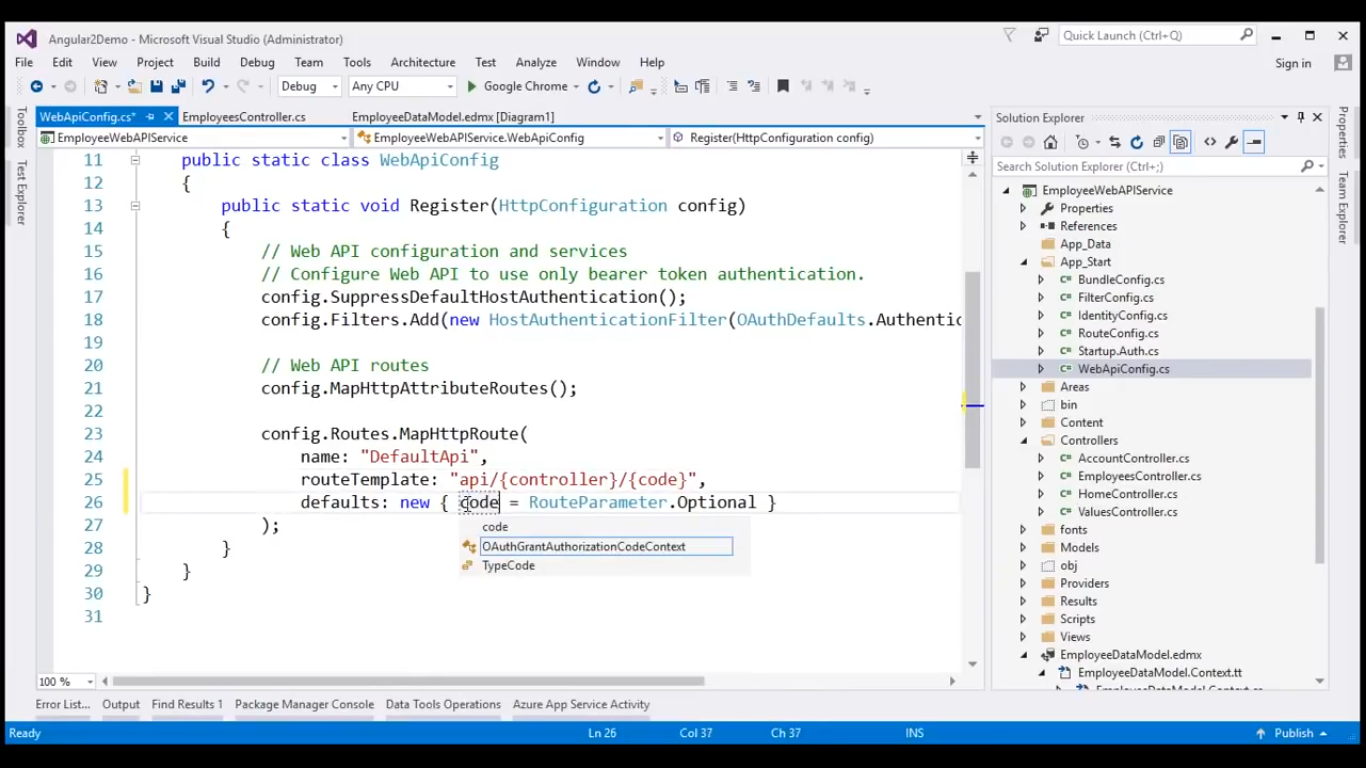 Angular2Demo - Microsoft Visual Studio (Administrator)
Quick Launch (Ctrl+Q)
File Edit View Project Build Debug Team Tools Architecture Test Analyze Window Help
Sign in
Debug Any CPU Google Chrome
WebApiConfig.cs* EmployeesController.cs EmployeeDataModel.edmx [Diagram1]
EmployeeWebAPIService EmployeeWebAPIService.WebApiConfig Register(HttpConfiguration config)
Toolbox
Test Explorer
11 public static class WebApiConfig
12 {
13 public static void Register(HttpConfiguration config)
14 {
15 // Web API configuration and services
16 // Configure Web API to use only bearer token authentication.
17 config.SuppressDefaultHostAuthentication();
18 config.Filters.Add(new HostAuthenticationFilter(OAuthDefaults.Authentic
19
20 // Web API routes
21 config.MapHttpAttributeRoutes();
22
23 config.Routes.MapHttpRoute(
24 name: "DefaultApi",
25 routeTemplate: "api/{controller}/{code}",
26 defaults: new { code = RouteParameter.Optional }
27 );
28 }
29 }
30 }
31
code
OAuthGrantAuthorizationCodeContext
TypeCode
100 %
Solution Explorer
Search Solution Explorer (Ctrl+;)
EmployeeWebAPIService
Properties
References
App_Data
App_Start
BundleConfig.cs
FilterConfig.cs
IdentityConfig.cs
RouteConfig.cs
Startup.Auth.cs
WebApiConfig.cs
Areas
bin
Content
Controllers
AccountController.cs
EmployeesController.cs
HomeController.cs
ValuesController.cs
fonts
Models
obj
Providers
Results
Scripts
Views
EmployeeDataModel.edmx
EmployeeDataModel.Context.tt
EmployeeDataModel.Context.cs
Properties
Team Explorer
Error List... Output Find Results 1 Package Manager Console Data Tools Operations Azure App Service Activity
Ready Ln 26 Col 37 Ch 37 INS Publish